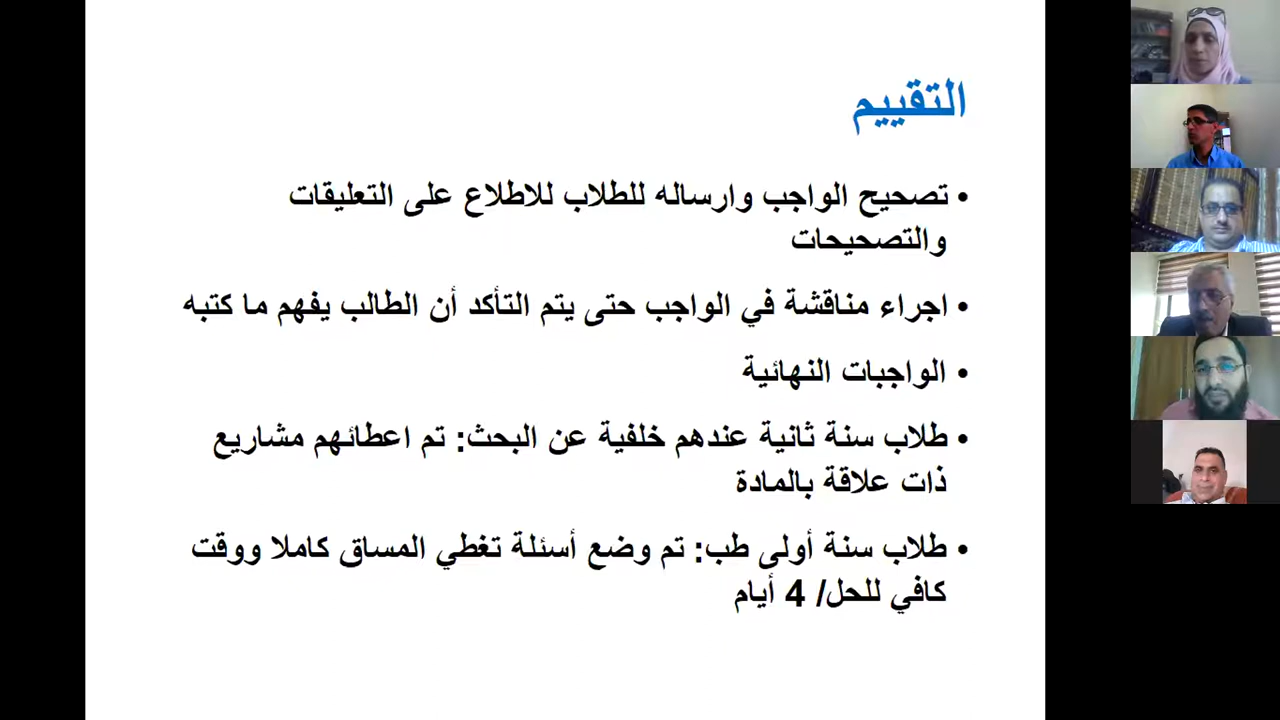 التقييم
• تصحيح الواجب وارساله للطلاب للاطلاع على التعليقات
والتصحيحات
• اجراء مناقشة في الواجب حتى يتم التأكد أن الطالب يفهم ما كتبه
• الواجبات النهائية
• طلاب سنة ثانية عندهم خلفية عن البحث: تم اعطائهم مشاريع
ذات علاقة بالمادة
• طلاب سنة أولى طب: تم وضع أسئلة تغطي المساق كاملا ووقت
كافي للحل/ 4 أيام